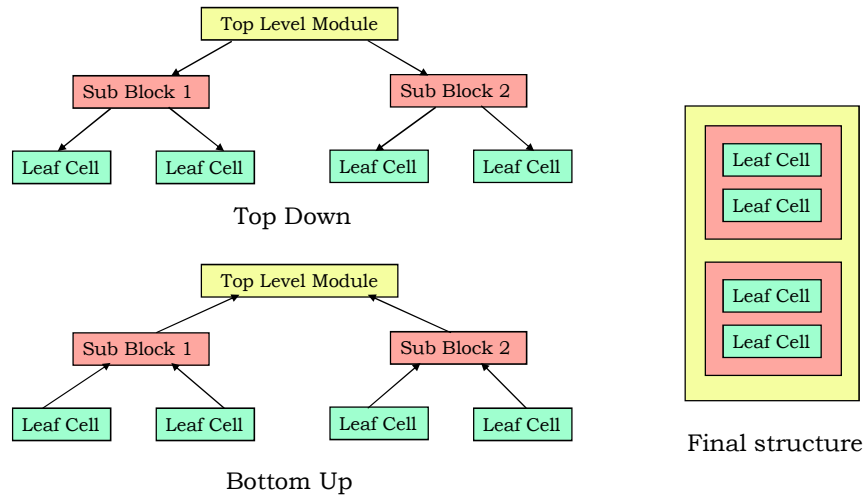 Top Level Module
Sub Block 1
Sub Block 2
Leaf Cell
Leaf Cell
Leaf Cell
Leaf Cell
Top Down
Top Level Module
Sub Block 1
Sub Block 2
Leaf Cell
Leaf Cell
Leaf Cell
Leaf Cell
Bottom Up
Leaf Cell
Leaf Cell
Leaf Cell
Leaf Cell
Final structure